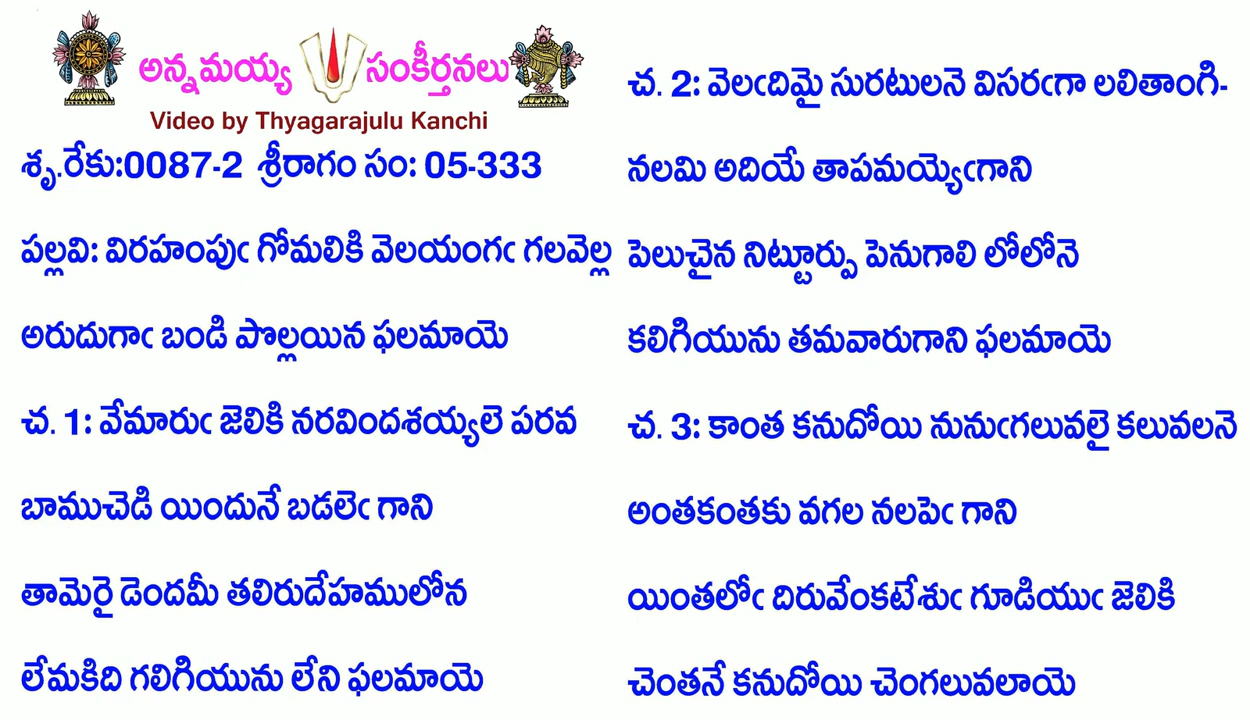 అన్నమయ్య సంకీర్తనలు
Video by Thyagarajulu Kanchi
శృ.రేకు:0087-2 శ్రీరాగం సం: 05-333
పల్లవి: విరహంపుఁ గోమలికి వెలయంగఁ గలవెల్ల
అరుదుగాఁ బండి పొల్లయిన ఫలమాయె
చ. 1: వేమారుఁ జెలికి నరవిందశయ్యలె పరవ
బాముచెడి యిందునే బడలెఁ గాని
తామెరై డెందమీ తలిరుదేహములోన
లేమకిది గలిగియును లేని ఫలమాయె
చ. 2: వెలఁదిమై సురటులనె విసరఁగా లలితాంగి-
నలమి అదియే తాపమయ్యెఁగాని
పెలుచైన నిట్టూర్పు పెనుగాలి లోలోనె
కలిగియును తమవారుగాని ఫలమాయె
చ. 3: కాంత కనుదోయి నునుఁగలువలై కలువలనె
అంతకంతకు వగల నలపెఁ గాని
యింతలోఁ దిరువేంకటేశుఁ గూడియుఁ జెలికి
చెంతనే కనుదోయి చెంగలువలాయె